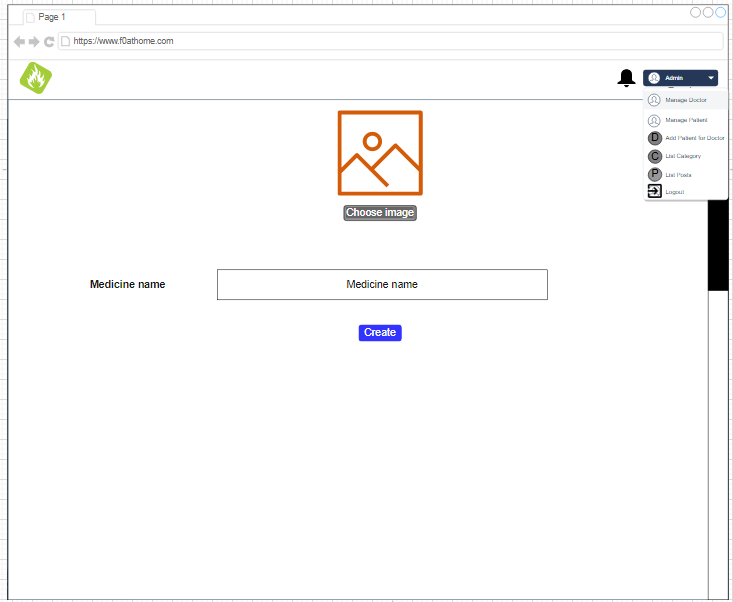 Page 1
https://www.f0athome.com
Admin
Manage Doctor
Manage Patient
D Add Patient for Doctor
C List Category
P List Posts
Logout
Choose image
Medicine name
Medicine name
Create